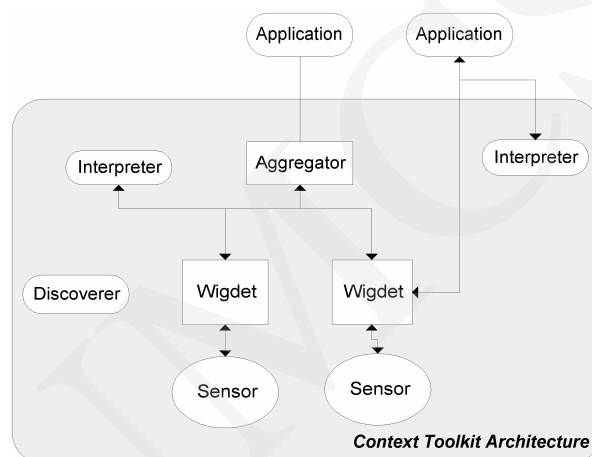 Application
Application
Interpreter
Aggregator
Interpreter
Discoverer
Wigdet
Wigdet
Sensor
Sensor
Context Toolkit Architecture